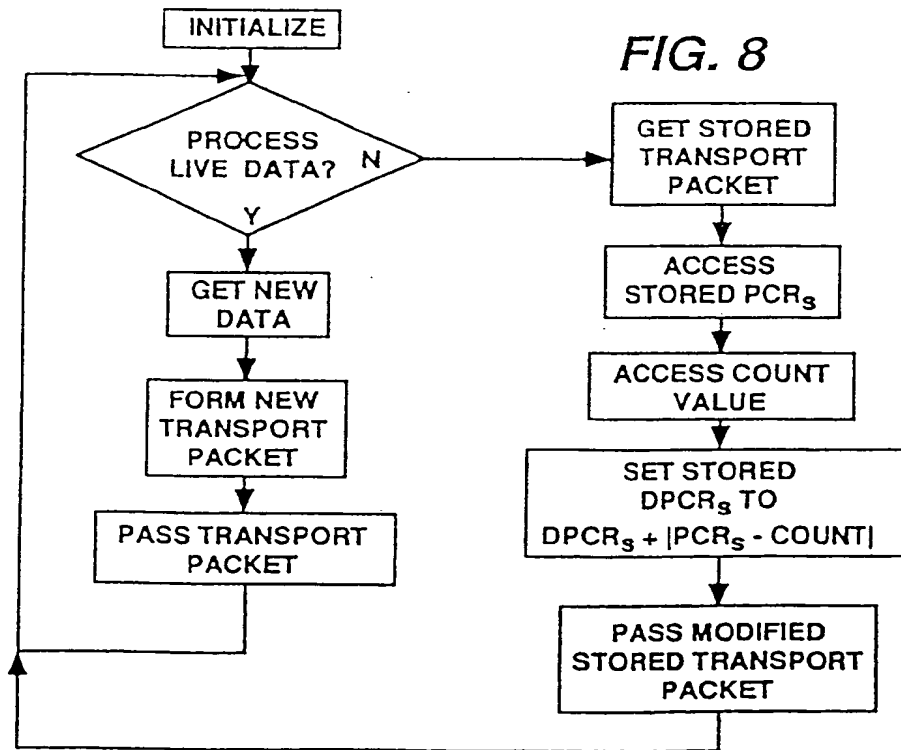 INITIALIZE
FIG. 8
PROCESS
LIVE DATA?
N
Y
GET NEW
DATA
FORM NEW
TRANSPORT
PACKET
PASS TRANSPORT
PACKET
GET STORED
TRANSPORT
PACKET
ACCESS
STORED PCRs
ACCESS COUNT
VALUE
SET STORED
DPCRs TO
DPCRs + |PCRs - COUNT|
PASS MODIFIED
STORED TRANSPORT
PACKET